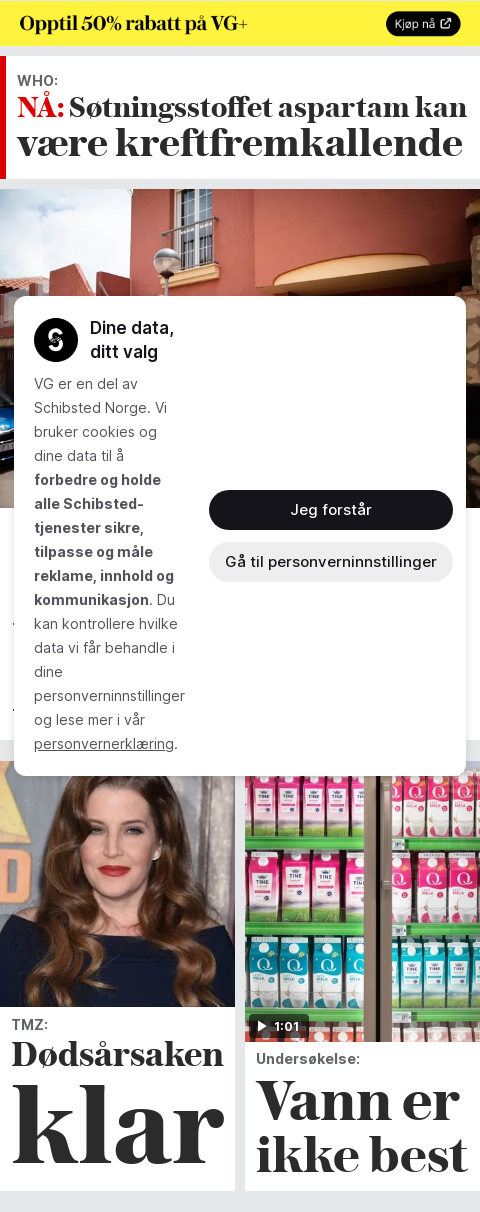 Opptil 50% rabatt på VG+
Kjøp nå
WHO:
NÅ: Søtningsstoffet aspartam kan
være kreftfremkallende
Dine data,
ditt valg
VG er en del av
Schibsted Norge. Vi
bruker cookies og
dine data til å
forbedre og holde
alle Schibsted-
tjenester sikre,
tilpasse og måle
reklame, innhold og
kommunikasjon. Du
kan kontrollere hvilke
data vi får behandle i
dine
personverninnstillinger
og lese mer i vår
personvernerklæring.
Jeg forstår
Gå til personverninnstillinger
TINE
TINE
TINE
TINE
Q
Q
Q
1:01
TMZ:
Dødsårsaken
klar
Undersøkelse:
Vann er
ikke best